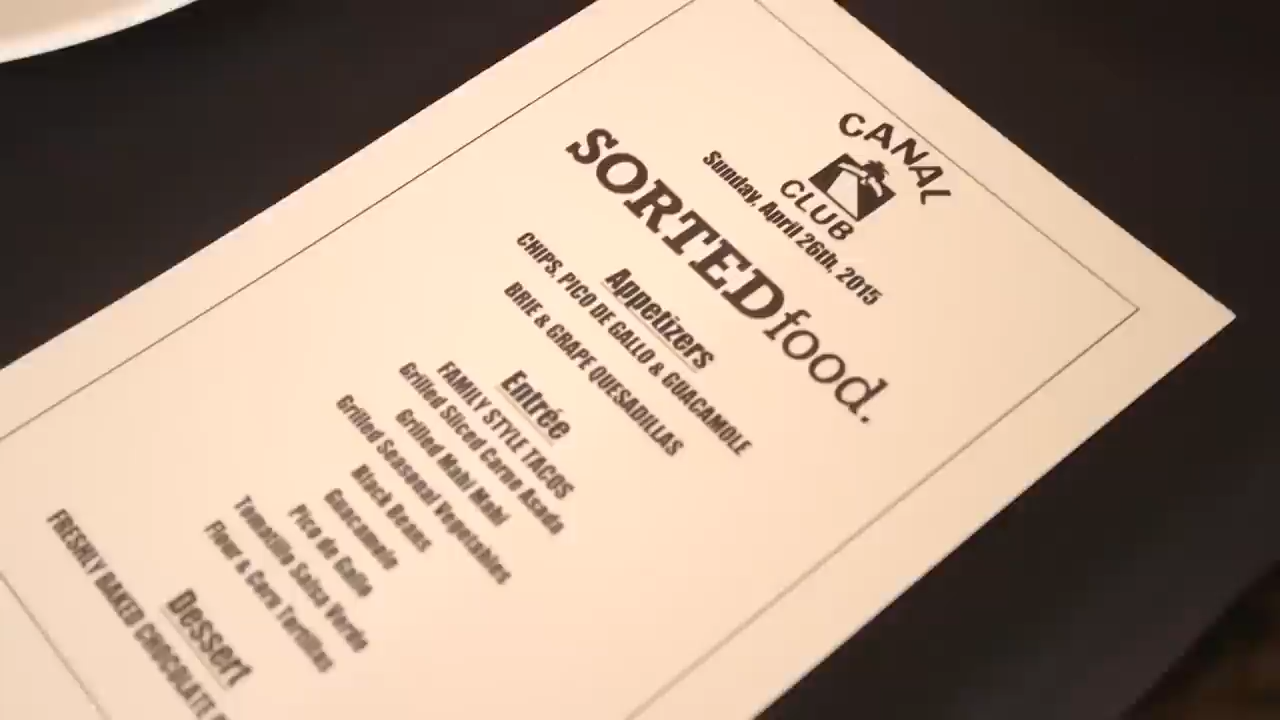 CANAL
CLUB
Sunday, April 26th, 2015
SORTEDfood.
Appetizers
CHIPS, PICO DE GALLO & GUACAMOLE
BRIE & GRAPE QUESADILLAS
Entrée
FAMILY STYLE TACOS
Grilled Sliced Carne Asada
Grilled Mahi Mahi
Grilled Seasonal Vegetables
Black Beans
Guacamole
Pico de Gallo
Tomatillo Salsa Verde
Flour & Corn Tortillas
Dessert
FRESHLY BAKED CHOCOLATE